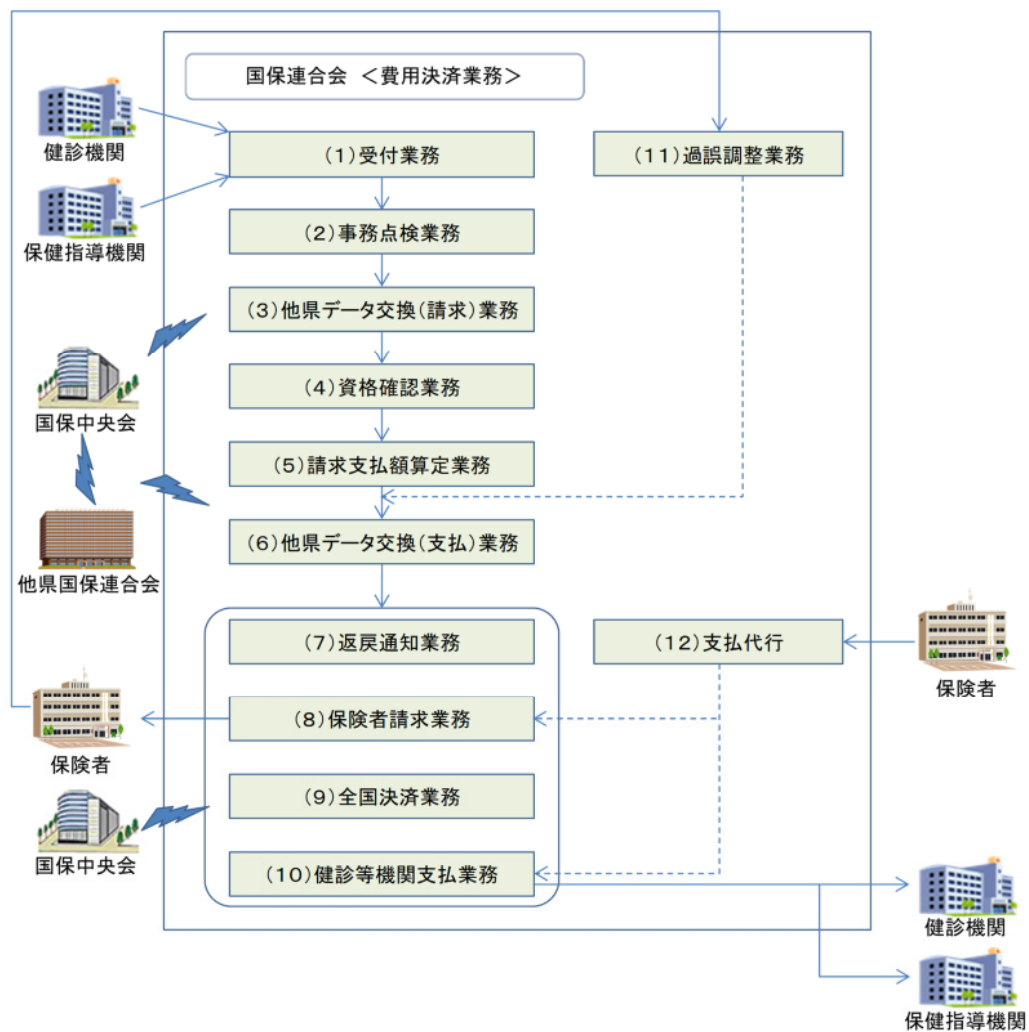 国保連合会 ＜費用決済業務＞
健診機関
(1)受付業務
(11)過誤調整業務
保健指導機関
(2)事務点検業務
(3)他県データ交換(請求)業務
(4)資格確認業務
国保中央会
(5)請求支払額算定業務
(6)他県データ交換(支払)業務
他県国保連合会
(7)返戻通知業務
(12)支払代行
保険者
(8)保険者請求業務
保険者
(9)全国決済業務
国保中央会
(10)健診等機関支払業務
健診機関
保健指導機関